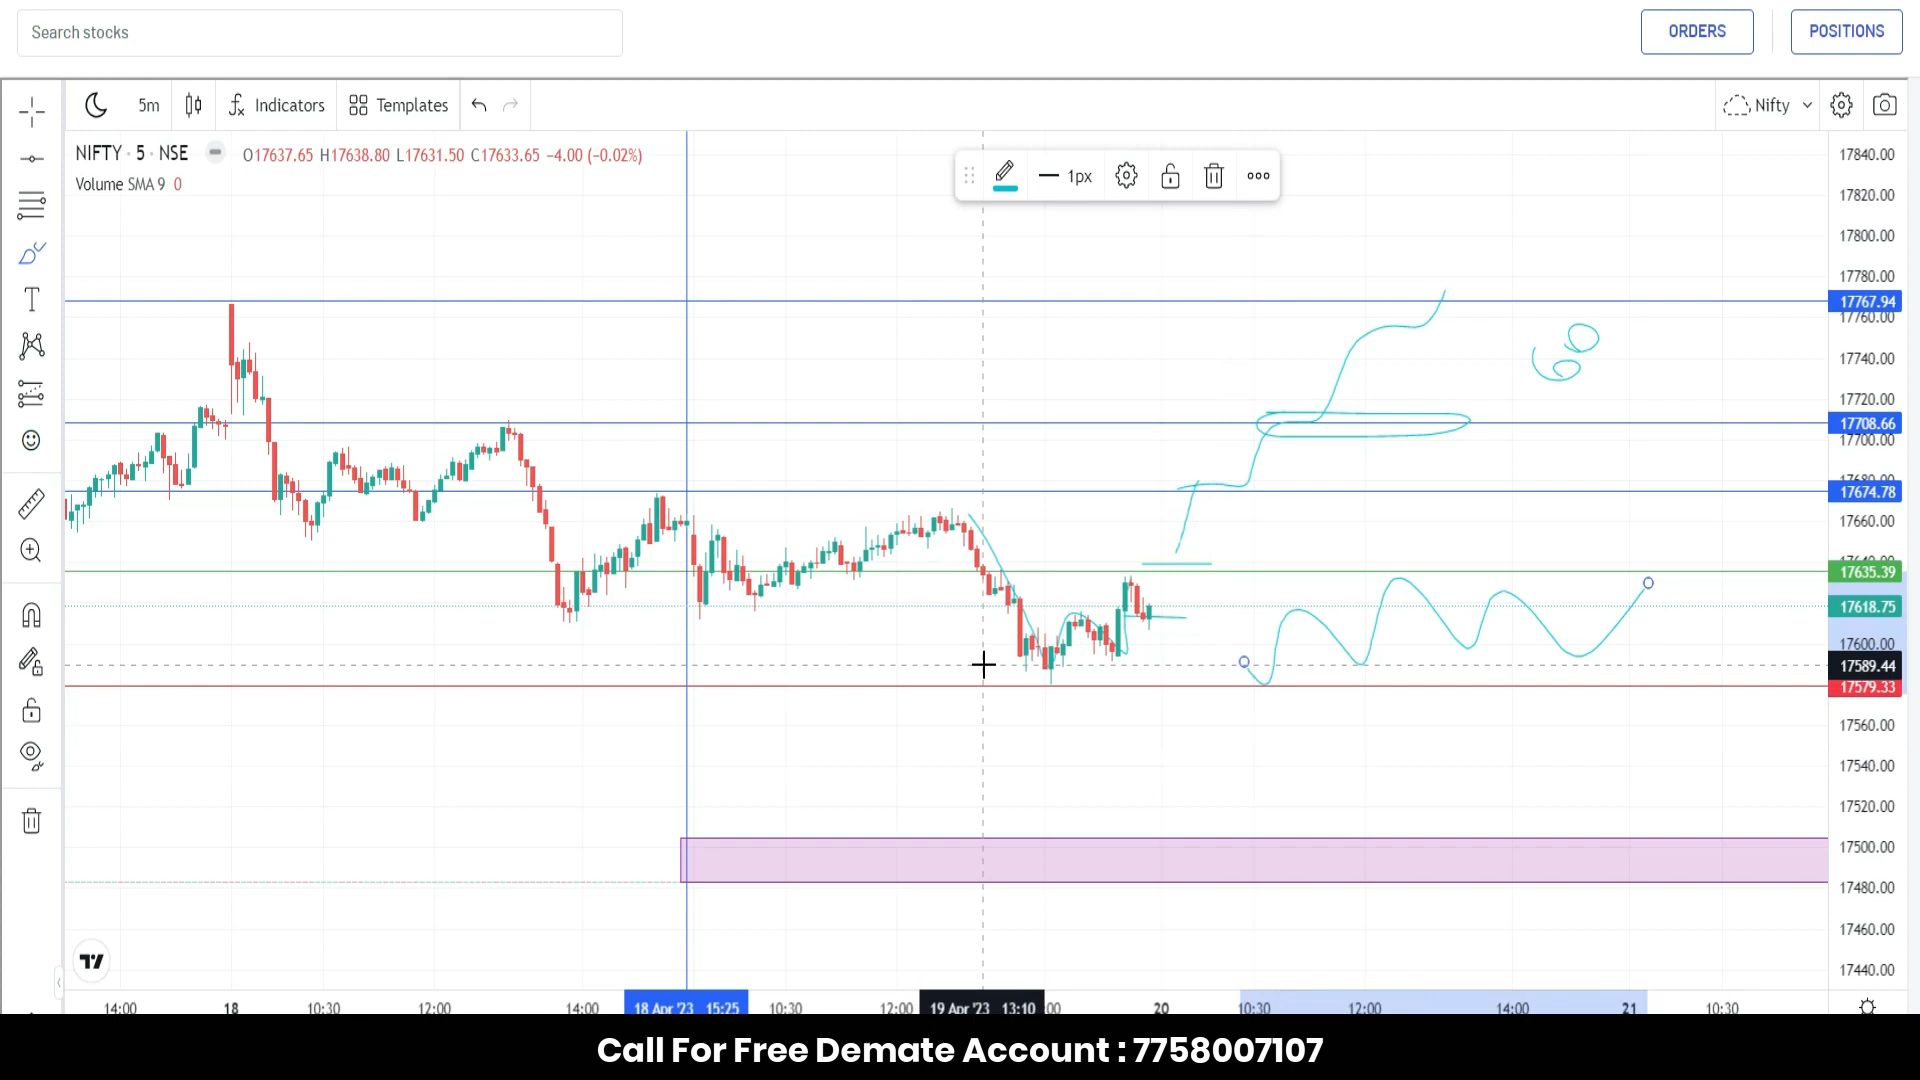 Search stocks
ORDERS
POSITIONS
5m
Indicators
Templates
Nifty
NIFTY · 5 · NSE
O17637.65 H17638.80 L17631.50 C17633.65 −4.00 (−0.02%)
Volume SMA 9 0
1px
17840.00
17820.00
17800.00
17780.00
17767.94
17760.00
17740.00
17720.00
17708.66
17700.00
17680.00
17674.78
17660.00
17640.00
17635.39
17618.75
17600.00
17589.44
17579.33
17560.00
17540.00
17520.00
17500.00
17480.00
17460.00
17440.00
60
14:00
18
10:30
12:00
14:00
18 Apr '23 15:25
10:30
12:00
19 Apr '23 13:10
:00
20
10:30
12:00
14:00
21
10:30
Call For Free Demate Account : 7758007107